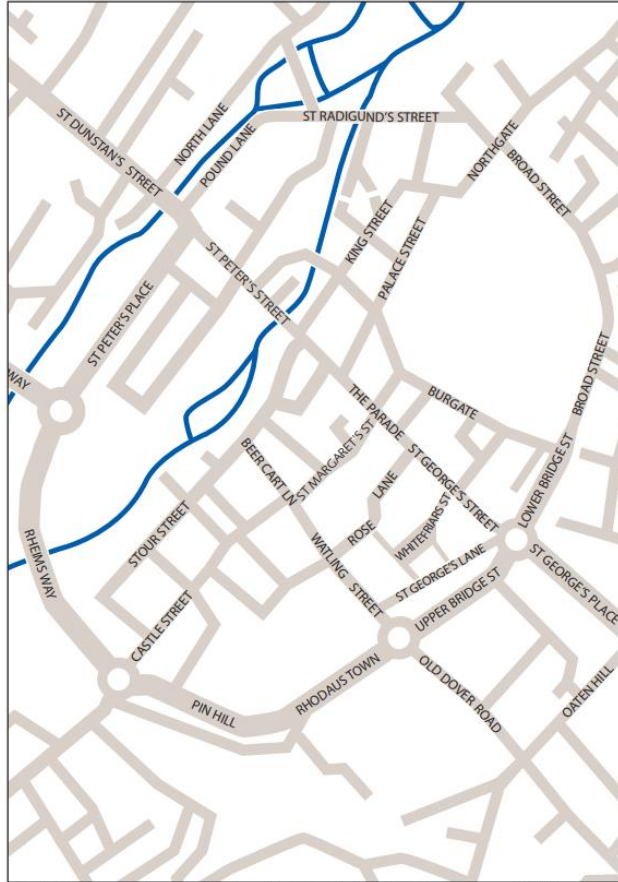 ST DUNSTAN'S STREET
NORTH LANE
POUND LANE
ST RADIGUND'S STREET
NORTHGATE
BROAD STREET
KING STREET
PALACE STREET
ST PETER'S STREET
ST PETER'S PLACE
WAY
THE PARADE
BURGATE
BROAD STREET
BEER CART LN
ST MARGARET'S ST
ST GEORGE'S STREET
LOWER BRIDGE ST
ROSE LANE
WHITEFRIARS ST
STOUR STREET
WATLING STREET
ST GEORGE'S LANE
ST GEORGE'S PLACE
RHEIMS WAY
UPPER BRIDGE ST
CASTLE STREET
OLD DOVER ROAD
OATEN HILL
RHODAUS TOWN
PIN HILL